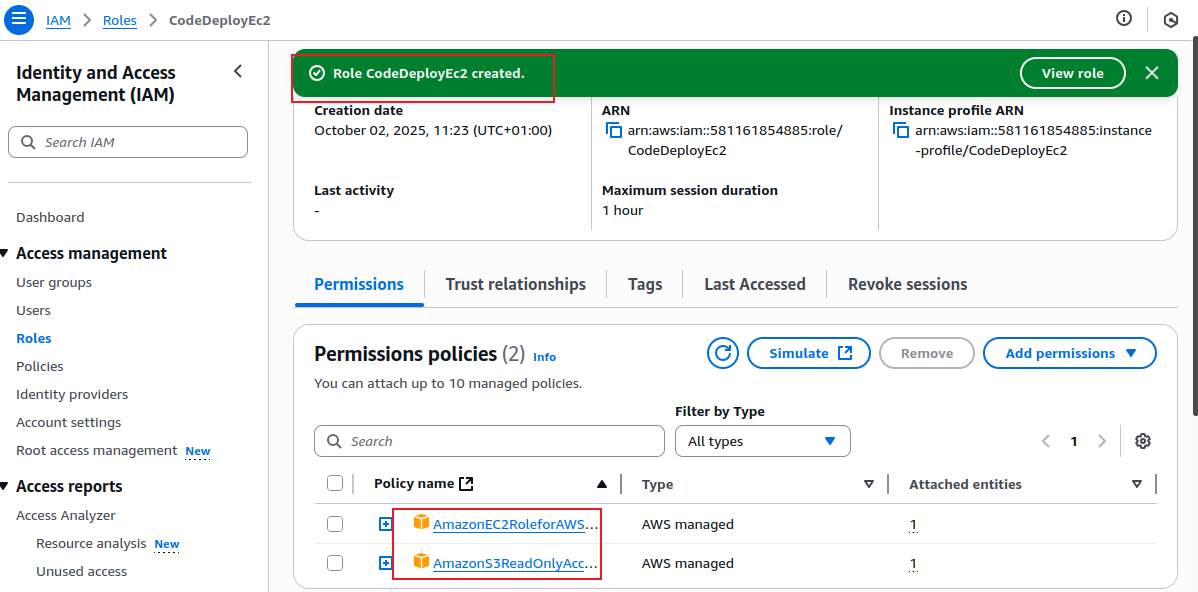 IAM > Roles > CodeDeployEc2
Identity and Access
Management (IAM)
Search IAM
Dashboard
Access management
User groups
Users
Roles
Policies
Identity providers
Account settings
Root access management New
Access reports
Access Analyzer
Resource analysis New
Unused access
Role CodeDeployEc2 created.
View role
Creation date
October 02, 2025, 11:23 (UTC+01:00)
ARN
arn:aws:iam::581161854885:role/
CodeDeployEc2
Instance profile ARN
arn:aws:iam::581161854885:instance
-profile/CodeDeployEc2
Last activity
-
Maximum session duration
1 hour
Permissions
Trust relationships
Tags
Last Accessed
Revoke sessions
Permissions policies (2) Info
Simulate
Remove
Add permissions
You can attach up to 10 managed policies.
Filter by Type
Search
All types
1
Policy name
Type
Attached entities
AmazonEC2RoleforAWS... AWS managed 1
AmazonS3ReadOnlyAcc... AWS managed 1